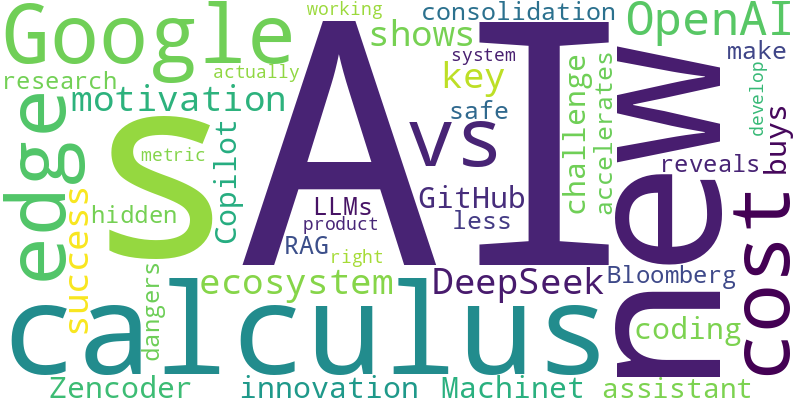 working
consolidation
OpenAI
Google
shows
make
system
research
actually
key
motivation
safe
AI
new
edge
s
vs
challenge
accelerates
develop
buys
metric
Copilot
reveals
hidden
LLMs
GitHub
success
product
less
cost
RAG
right
dangers
ecosystem
DeepSeek
Bloomberg
calculus
coding
Zencoder
innovation
Machinet
assistant